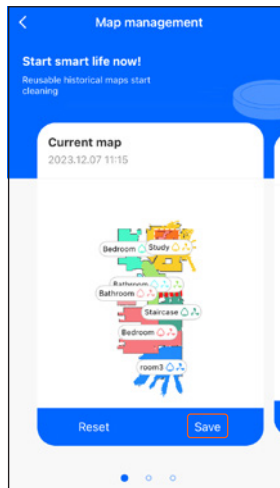 Map management
Start smart life now!
Reusable historical maps start
cleaning
Current map
2023.12.07 11:15
Bedroom
Study
Bathroom
Bathroom
Staircase
Bedroom
room3
Reset
Save